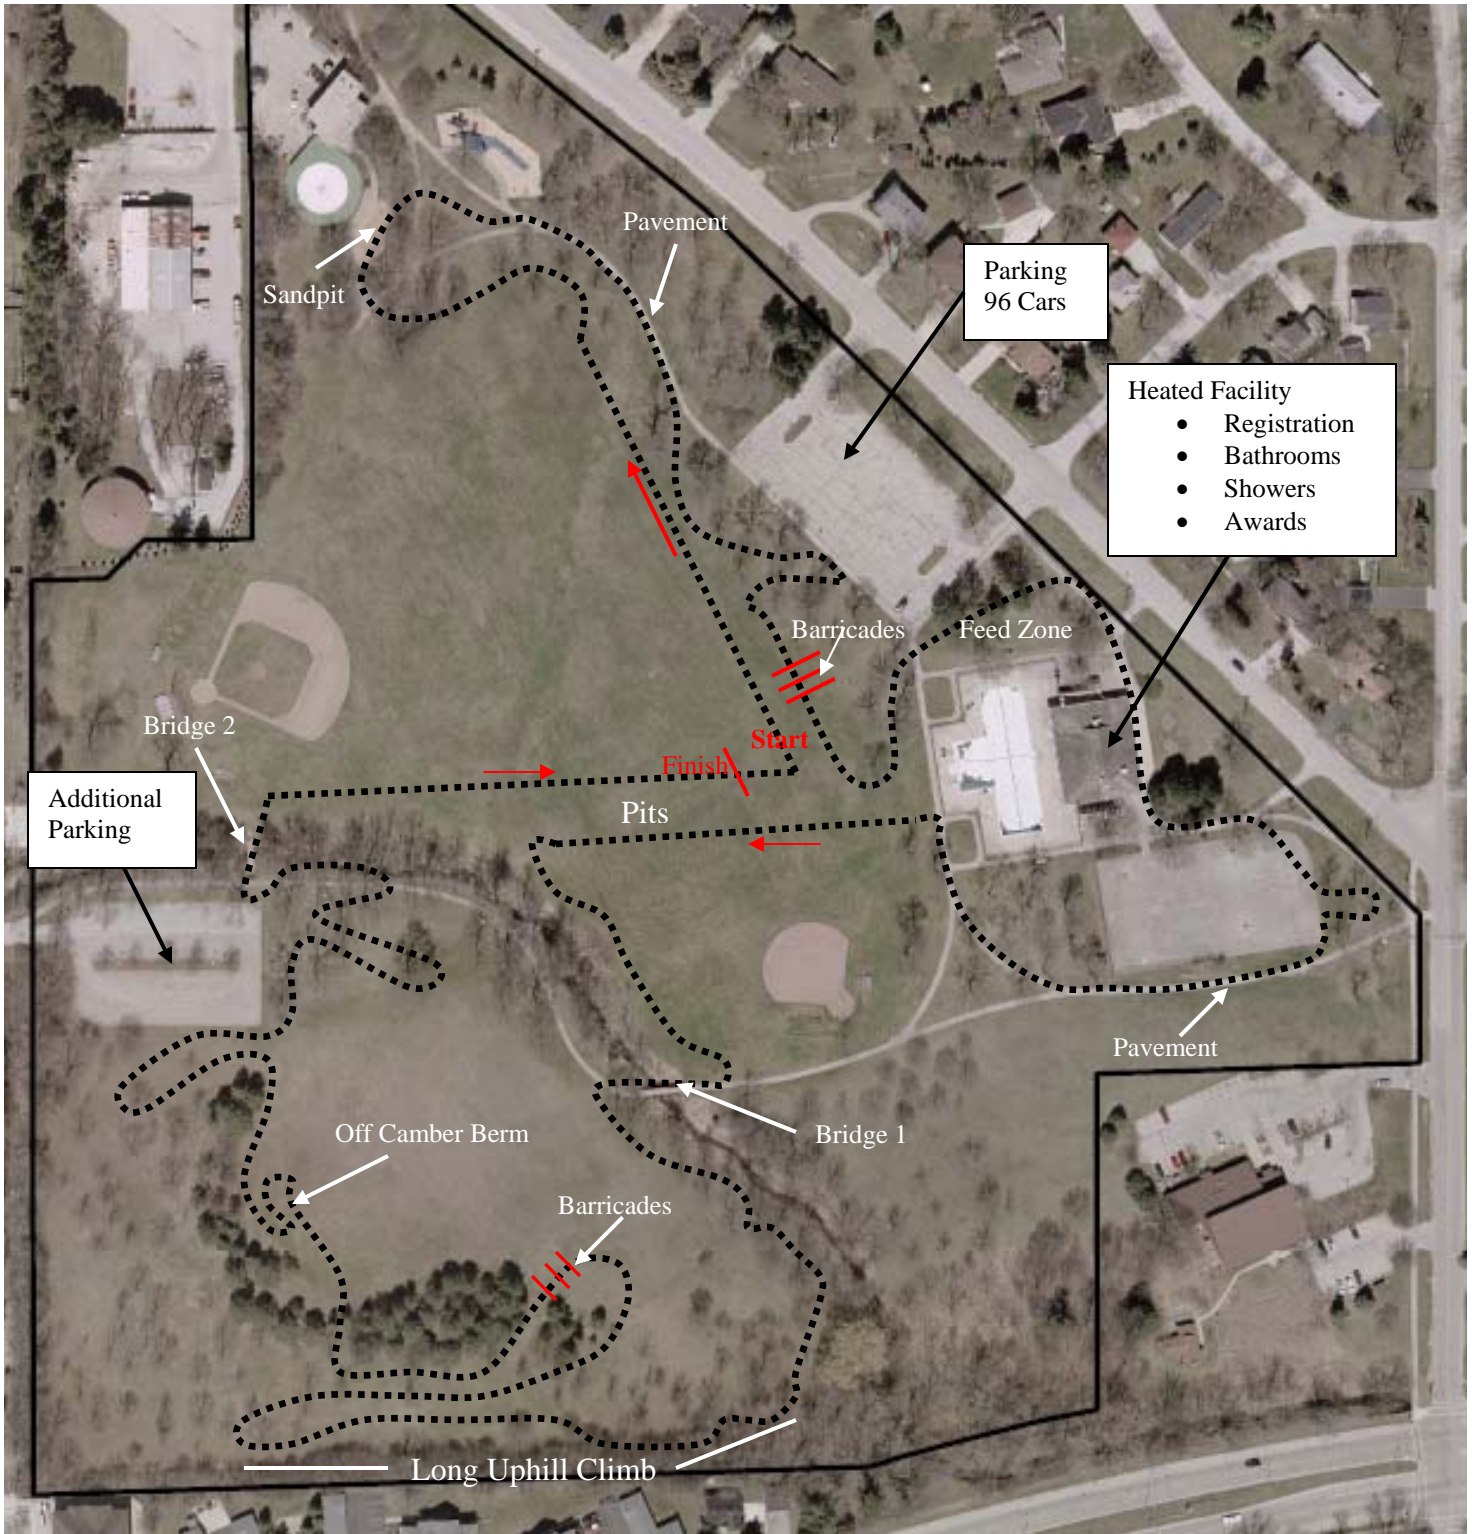 Pavement
Sandpit
Parking
96 Cars
Heated Facility
• Registration
• Bathrooms
• Showers
• Awards
Barricades
Feed Zone
Bridge 2
Start
Finish
Additional
Parking
Pits
Pavement
Bridge 1
Off Camber Berm
Barricades
Long Uphill Climb